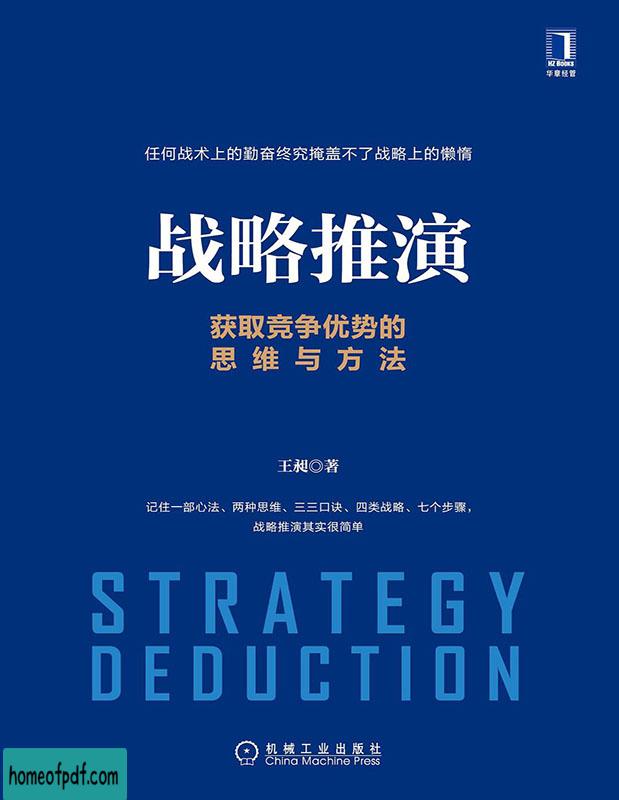 HZ Books
华章经管
任何战术上的勤奋终究掩盖不了战略上的懒惰
战略推演
获取竞争优势的
思维与方法
王昶◎著
记住一部心法、两种思维、三三口诀、四类战略、七个步骤，
战略推演其实很简单
STRATEGY
DEDUCTION
机械工业出版社
China Machine Press
homeofpdf.com